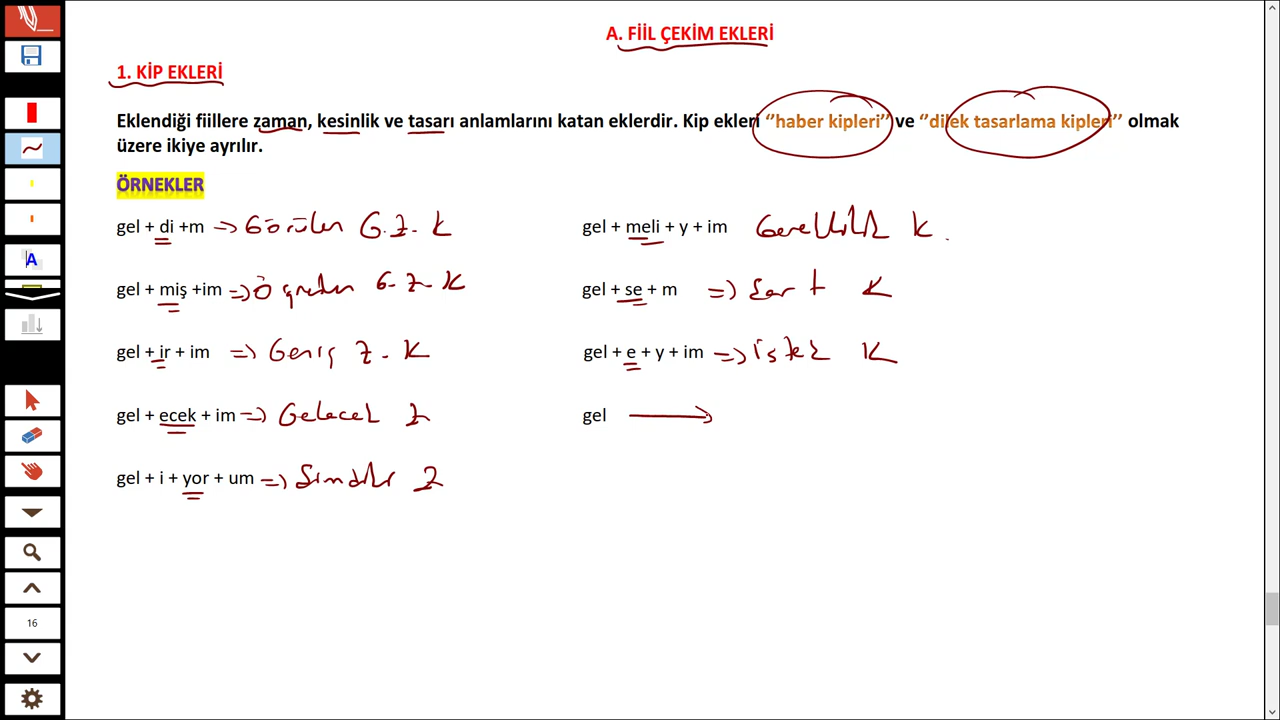 A. FİİL ÇEKİM EKLERİ
1. KİP EKLERİ
Eklendiği fiillere zaman, kesinlik ve tasarı anlamlarını katan eklerdir. Kip ekleri “haber kipleri” ve “dilek tasarlama kipleri” olmak
üzere ikiye ayrılır.
ÖRNEKLER
gel + di +m => Görülen G.Z. K
gel + miş +im => Öğrenilen G. Z. K
gel + ir + im => Geniş Z. K
gel + ecek + im => Gelecek Z
gel + i + yor + um => Şimdiki Z
gel + meli + y + im Gereklilik K.
gel + se + m => Şart K
gel + e + y + im => istek K
gel
A
16